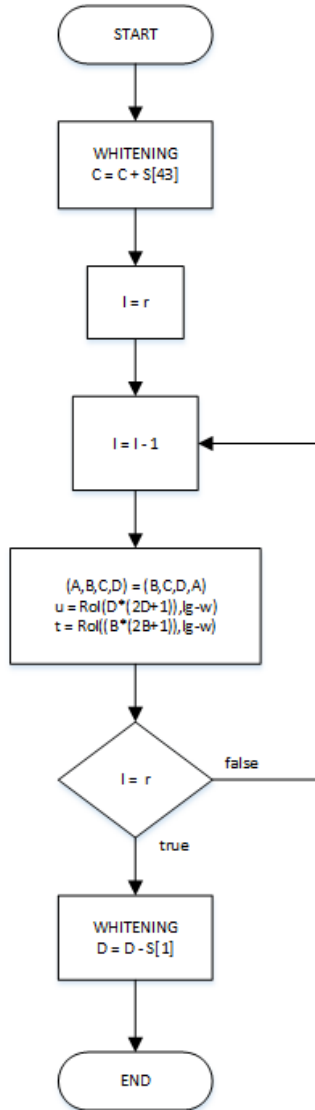 START
WHITENING
C = C + S[43]
I = r
I = I - 1
(A,B,C,D) = (B,C,D,A)
u = Rol(D*(2D+1)),lg-w)
t = Rol((B*(2B+1)),lg-w)
I = r
false
true
WHITENING
D = D - S[1]
END